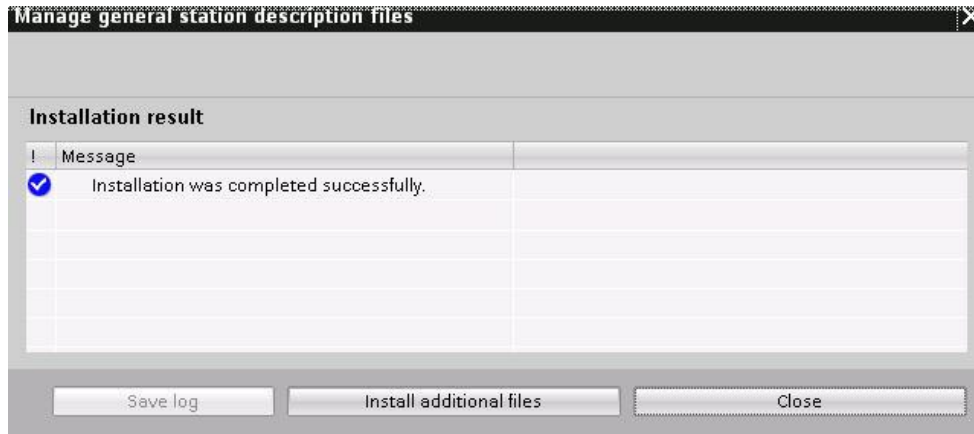 Manage general station description files
Installation result
! Message
Installation was completed successfully.
Save log Install additional files Close